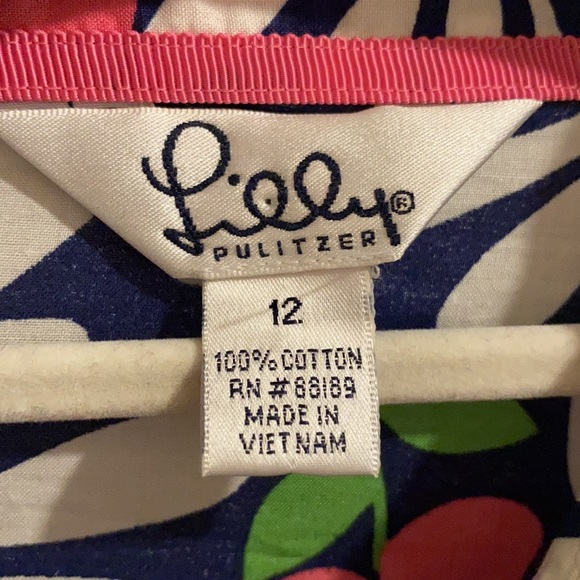 Lilly®
PULITZER
12
100% COTTON
RN #88189
MADE IN
VIETNAM